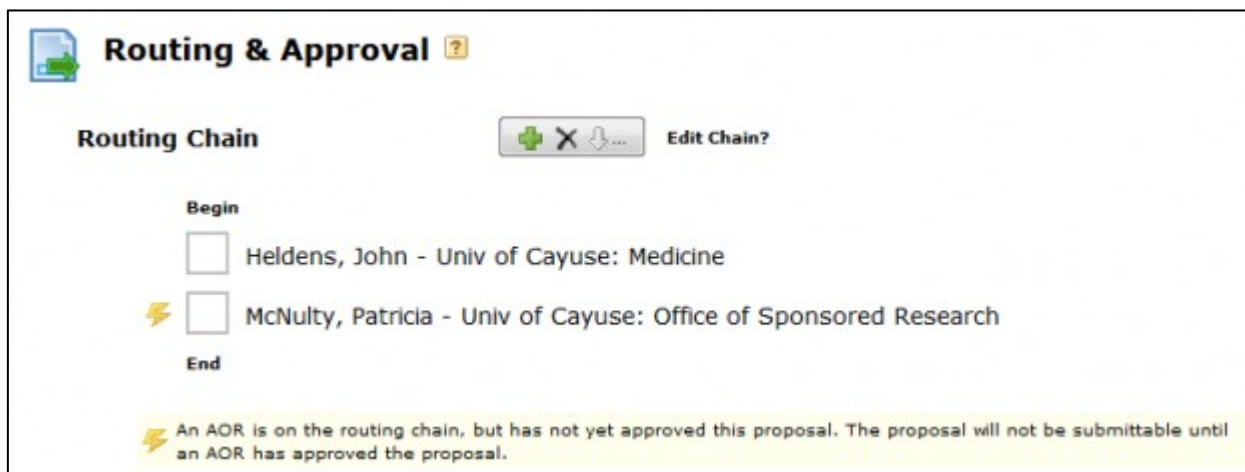 Routing & Approval ?
Routing Chain ... Edit Chain?
Begin
Heldens, John - Univ of Cayuse: Medicine
McNulty, Patricia - Univ of Cayuse: Office of Sponsored Research
End
An AOR is on the routing chain, but has not yet approved this proposal. The proposal will not be submittable until
an AOR has approved the proposal.